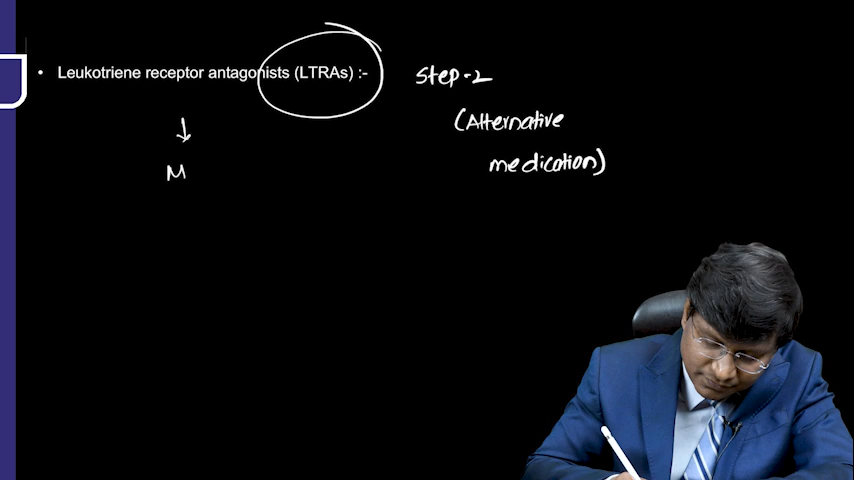 • Leukotriene receptor antagonists (LTRAs) :- Step-2
(Alternative
medication)
M